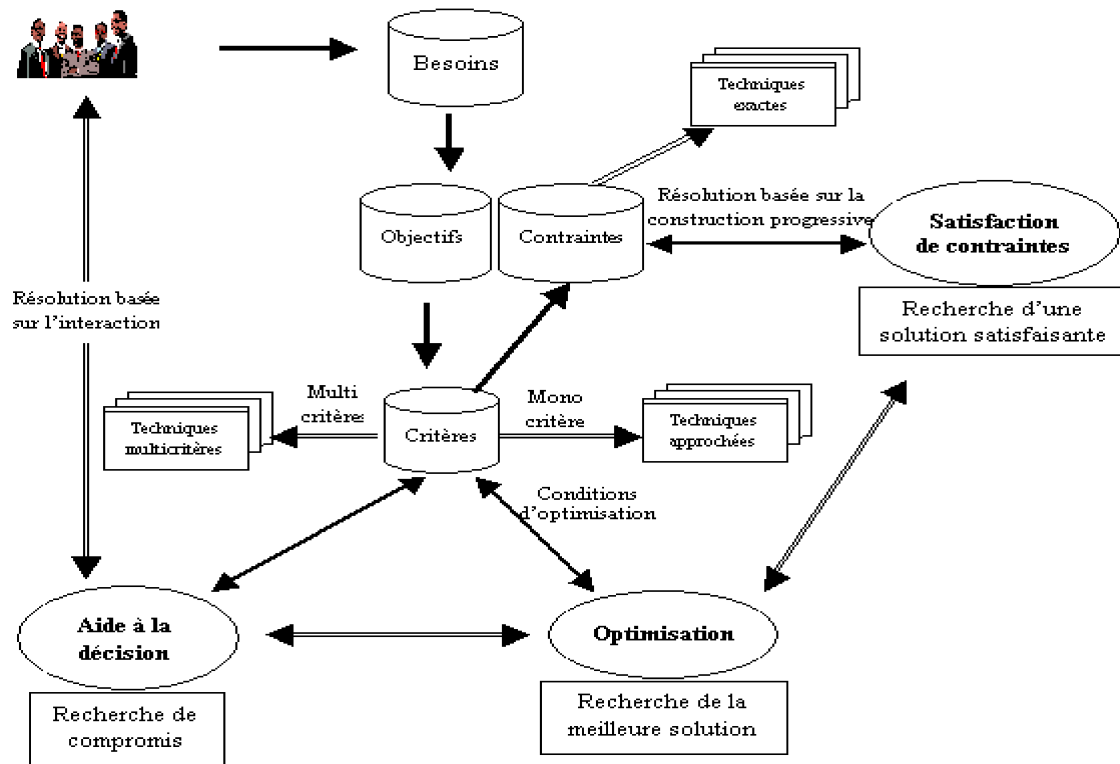 Besoins
Techniques
exactes
Objectifs
Contraintes
Résolution basée sur la
construction progressive
Satisfaction
de contraintes
Recherche d'une
solution satisfaisante
Résolution basée
sur l'interaction
Multi
critères
Techniques
multicritères
Critères
Mono
critère
Techniques
approchées
Conditions
d'optimisation
Aide à la
décision
Recherche de
compromis
Optimisation
Recherche de la
meilleure solution